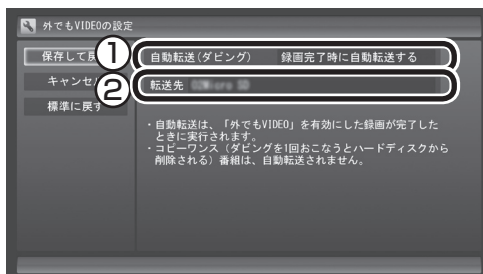 外でもVIDEOの設定
保存して戻
自動転送(ダビング) 録画完了時に自動転送する
キャンセル
転送先
標準に戻す
①
②
・自動転送は、「外でもVIDEO」を有効にした録画が完了した
ときに実行されます。
・コピーワンス(ダビングを1回おこなうとハードディスクから
削除される)番組は、自動転送されません。